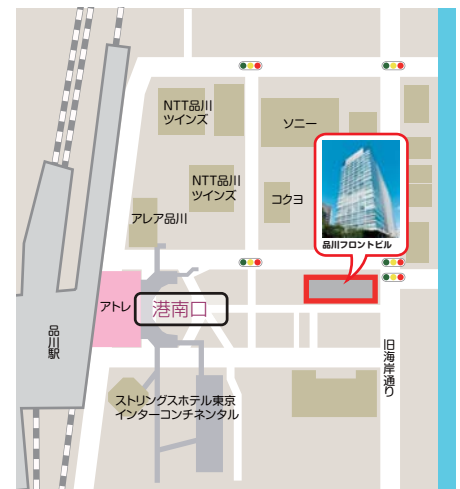 NTT品川
ツインズ
ソニー
NTT品川
ツインズ
コクヨ
アレア品川
品川フロントビル
アトレ
港南口
品川駅
旧海岸通り
ストリングスホテル東京
インターコンチネンタル